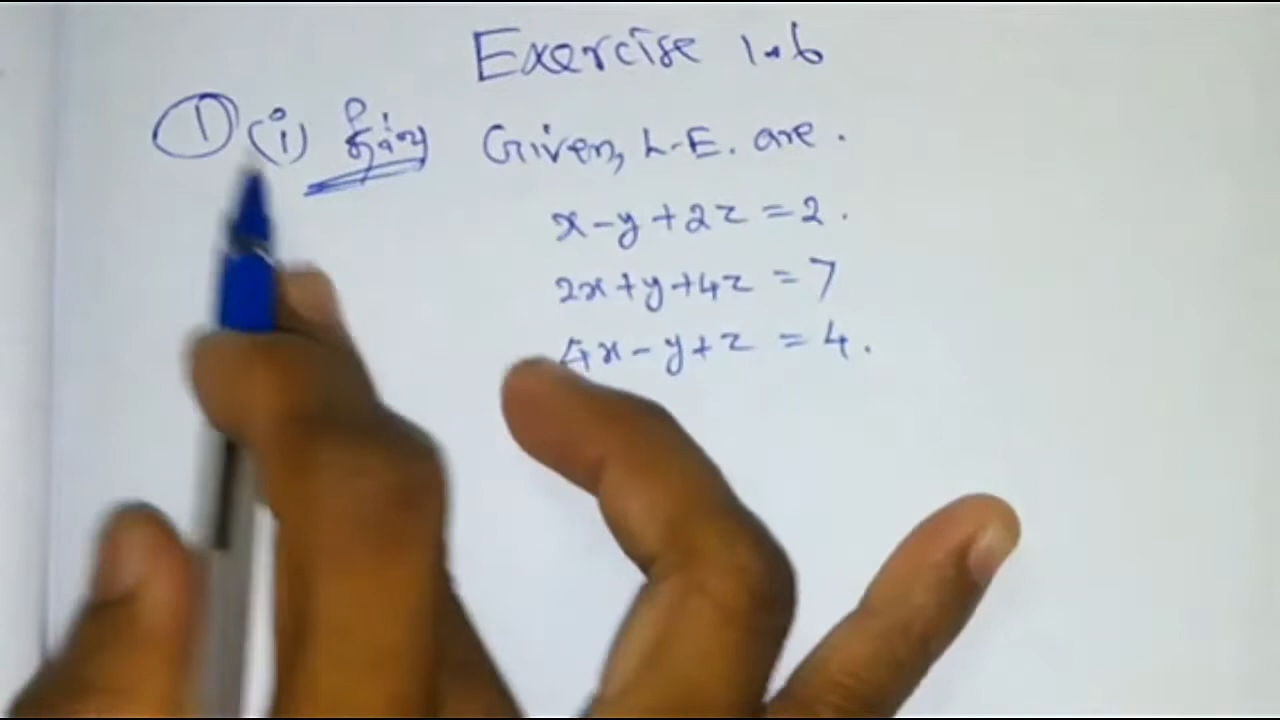 Exercise 1.6
① (i) தீர்வு Given, L.E. are.
x-y+2z=2.
2x+y+4z=7
4x-y+z=4.